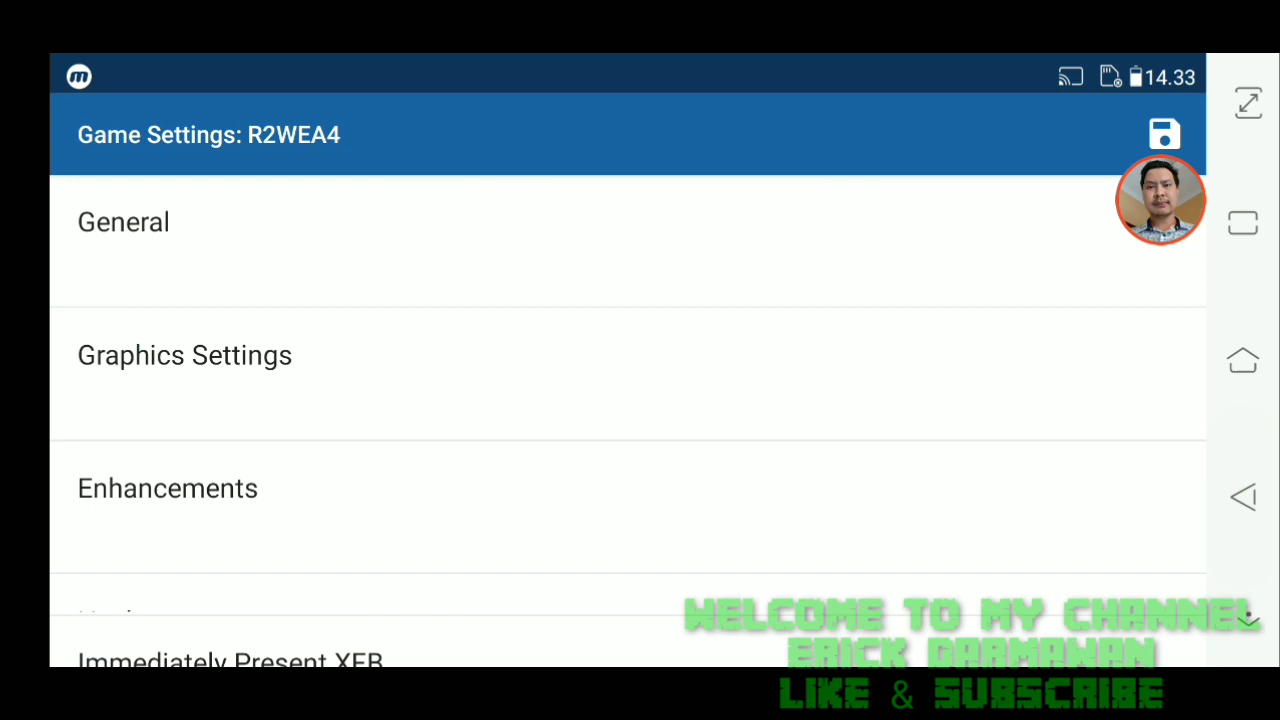 m
14.33
Game Settings: R2WEA4
General
Graphics Settings
Enhancements
Immediately Present XFB
WELCOME TO MY CHANNEL
ERICK DARMAWAN
LIKE & SUBSCRIBE